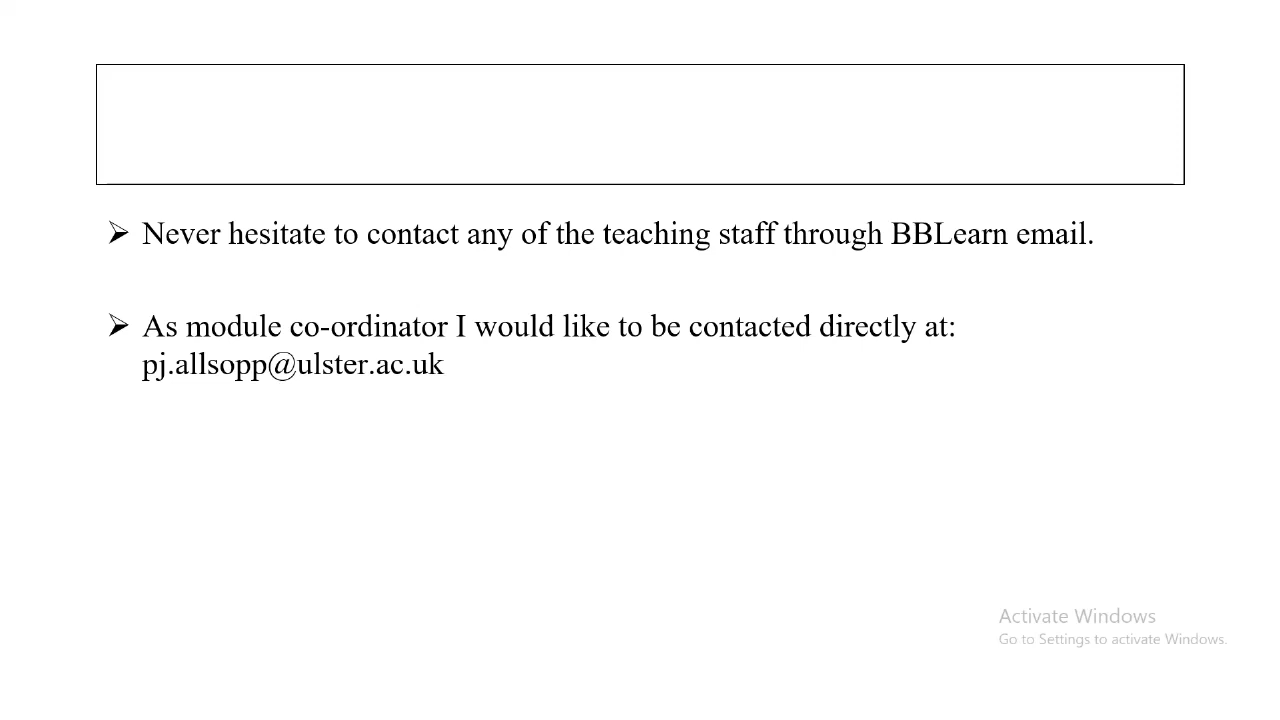 Never hesitate to contact any of the teaching staff through BBLearn email.
As module co-ordinator I would like to be contacted directly at:
pj.allsopp@ulster.ac.uk
Activate Windows
Go to Settings to activate Windows.